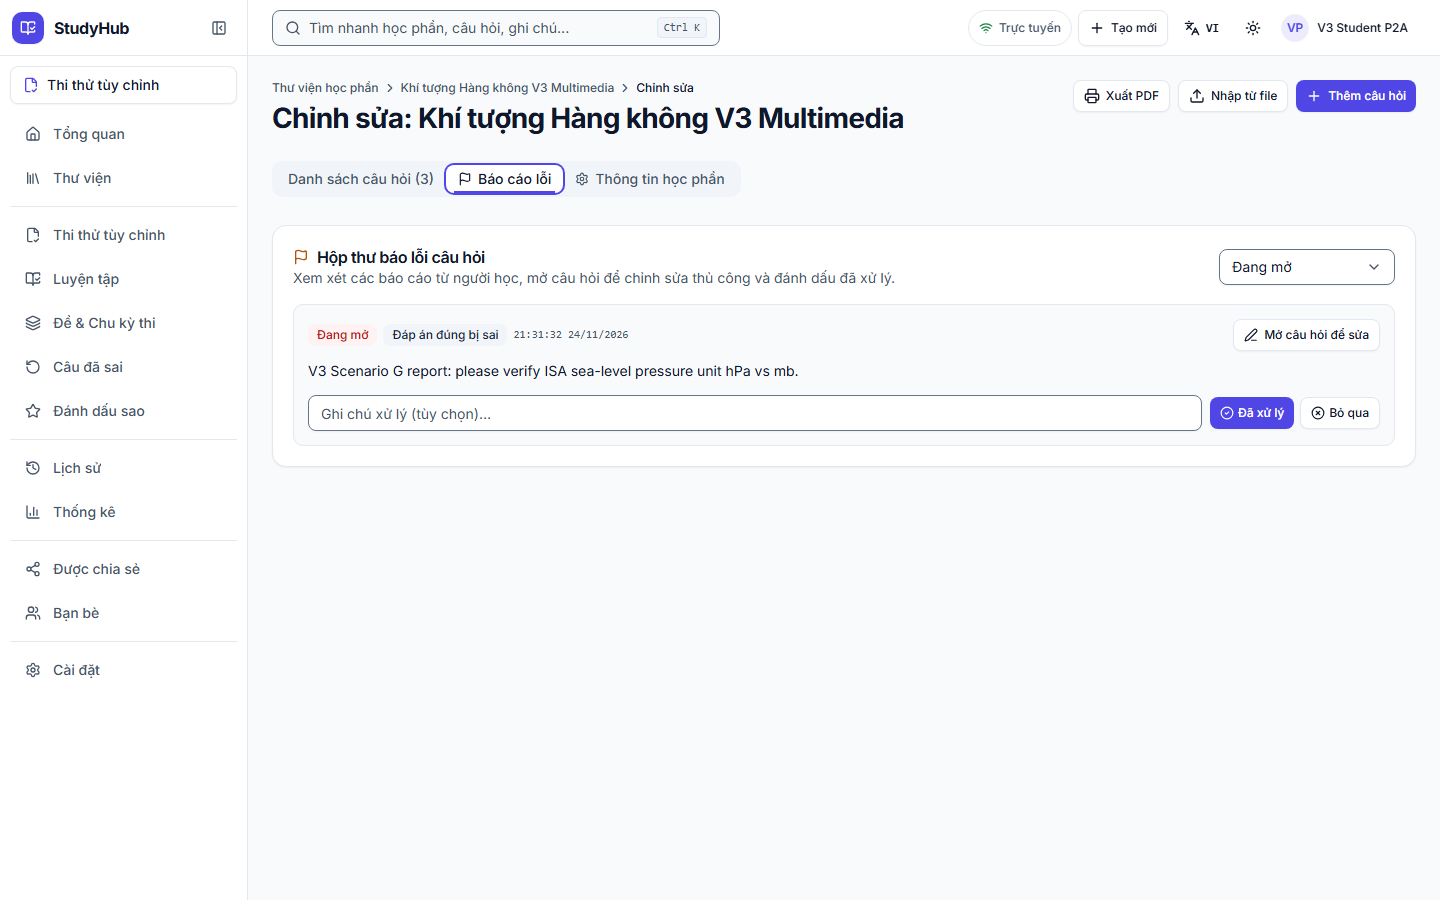 StudyHub
Tìm nhanh học phần, câu hỏi, ghi chú...
Ctrl K
Trực tuyến
Tạo mới
VI
VP
V3 Student P2A
Thi thử tùy chỉnh
Tổng quan
Thư viện
Thi thử tùy chỉnh
Luyện tập
Đề & Chu kỳ thi
Câu đã sai
Đánh dấu sao
Lịch sử
Thống kê
Được chia sẻ
Bạn bè
Cài đặt
Thư viện học phần > Khí tượng Hàng không V3 Multimedia > Chỉnh sửa
Chỉnh sửa: Khí tượng Hàng không V3 Multimedia
Xuất PDF
Nhập từ file
Thêm câu hỏi
Danh sách câu hỏi (3)
Báo cáo lỗi
Thông tin học phần
Hộp thư báo lỗi câu hỏi
Xem xét các báo cáo từ người học, mở câu hỏi để chỉnh sửa thủ công và đánh dấu đã xử lý.
Đang mở
Đang mở
Đáp án đúng bị sai
21:31:32 24/11/2026
Mở câu hỏi để sửa
V3 Scenario G report: please verify ISA sea-level pressure unit hPa vs mb.
Ghi chú xử lý (tùy chọn)...
Đã xử lý
Bỏ qua